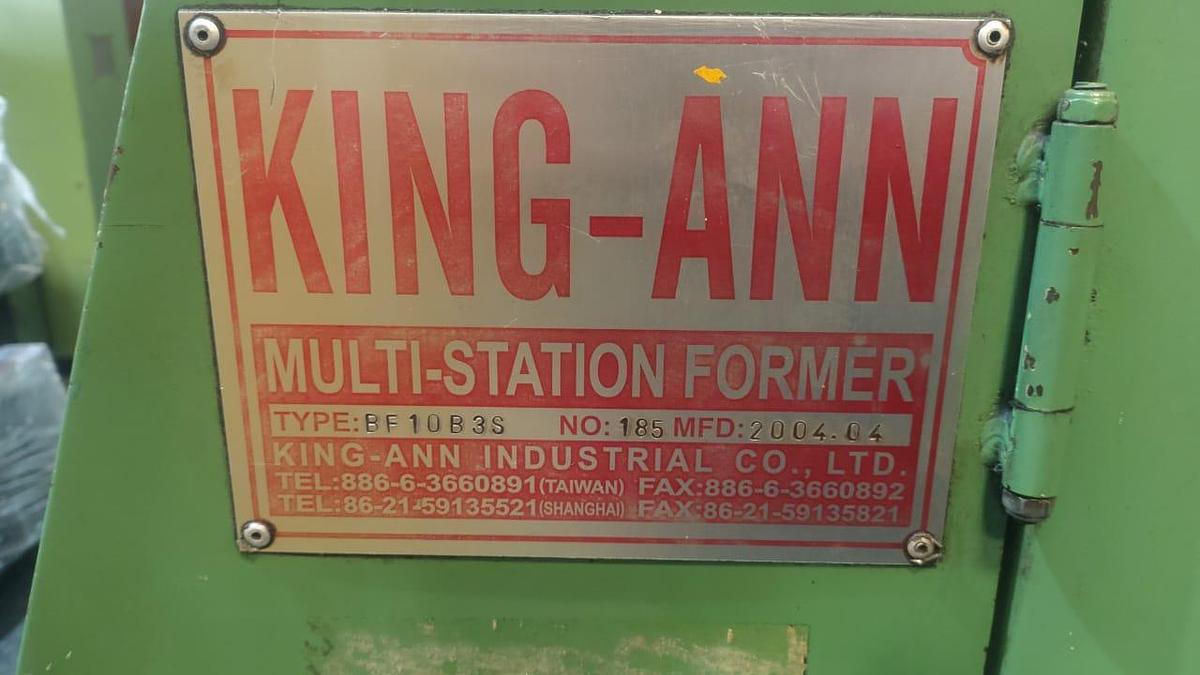 KING-ANN
MULTI-STATION FORMER
TYPE: BF10B3S NO: 185 MFD: 2004.04
KING-ANN INDUSTRIAL CO., LTD.
TEL:886-6-3660891(TAIWAN) FAX:886-6-3660892
TEL:86-21-59135521(SHANGHAI) FAX:86-21-59135821